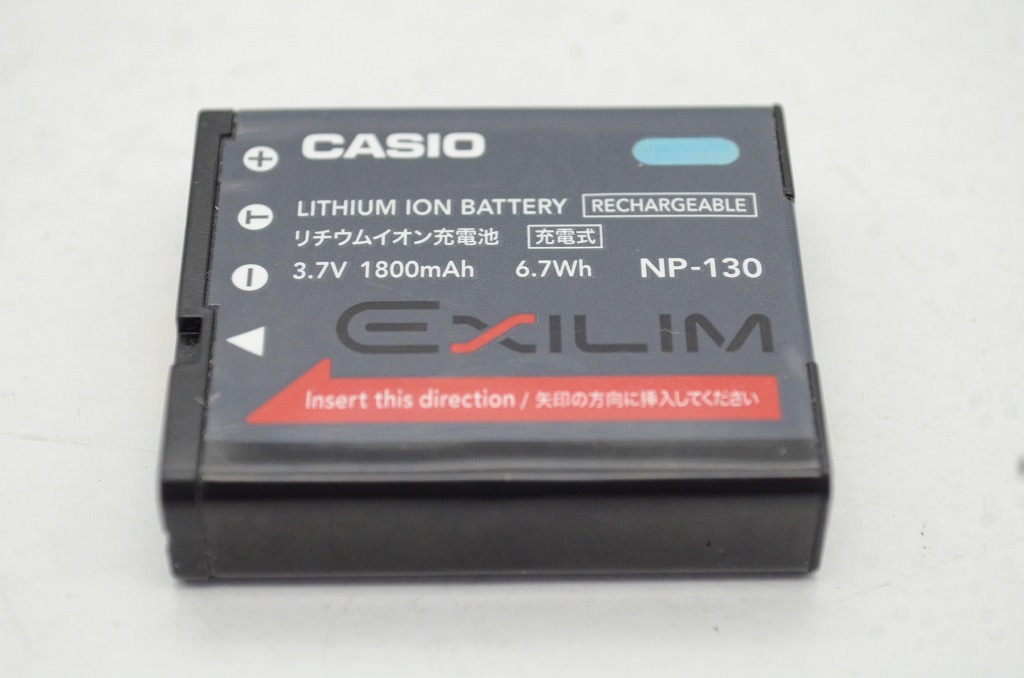 CASIO
LITHIUM ION BATTERY RECHARGEABLE
リチウムイオン充電池 充電式
3.7V 1800mAh 6.7Wh NP-130
EXILIM
Insert this direction / 矢印の方向に挿入してください
+
T
−